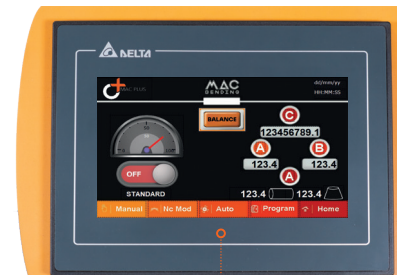 DELTA
MAC PLUS
MAC
BENDING
dd/mm/yy
HH:MM:SS
BALANCE
C
123456789.1
A
B
123.4
123.4
OFF
A
STANDARD
123.4
123.4
Manual
Nc Mod
Auto
Program
Home